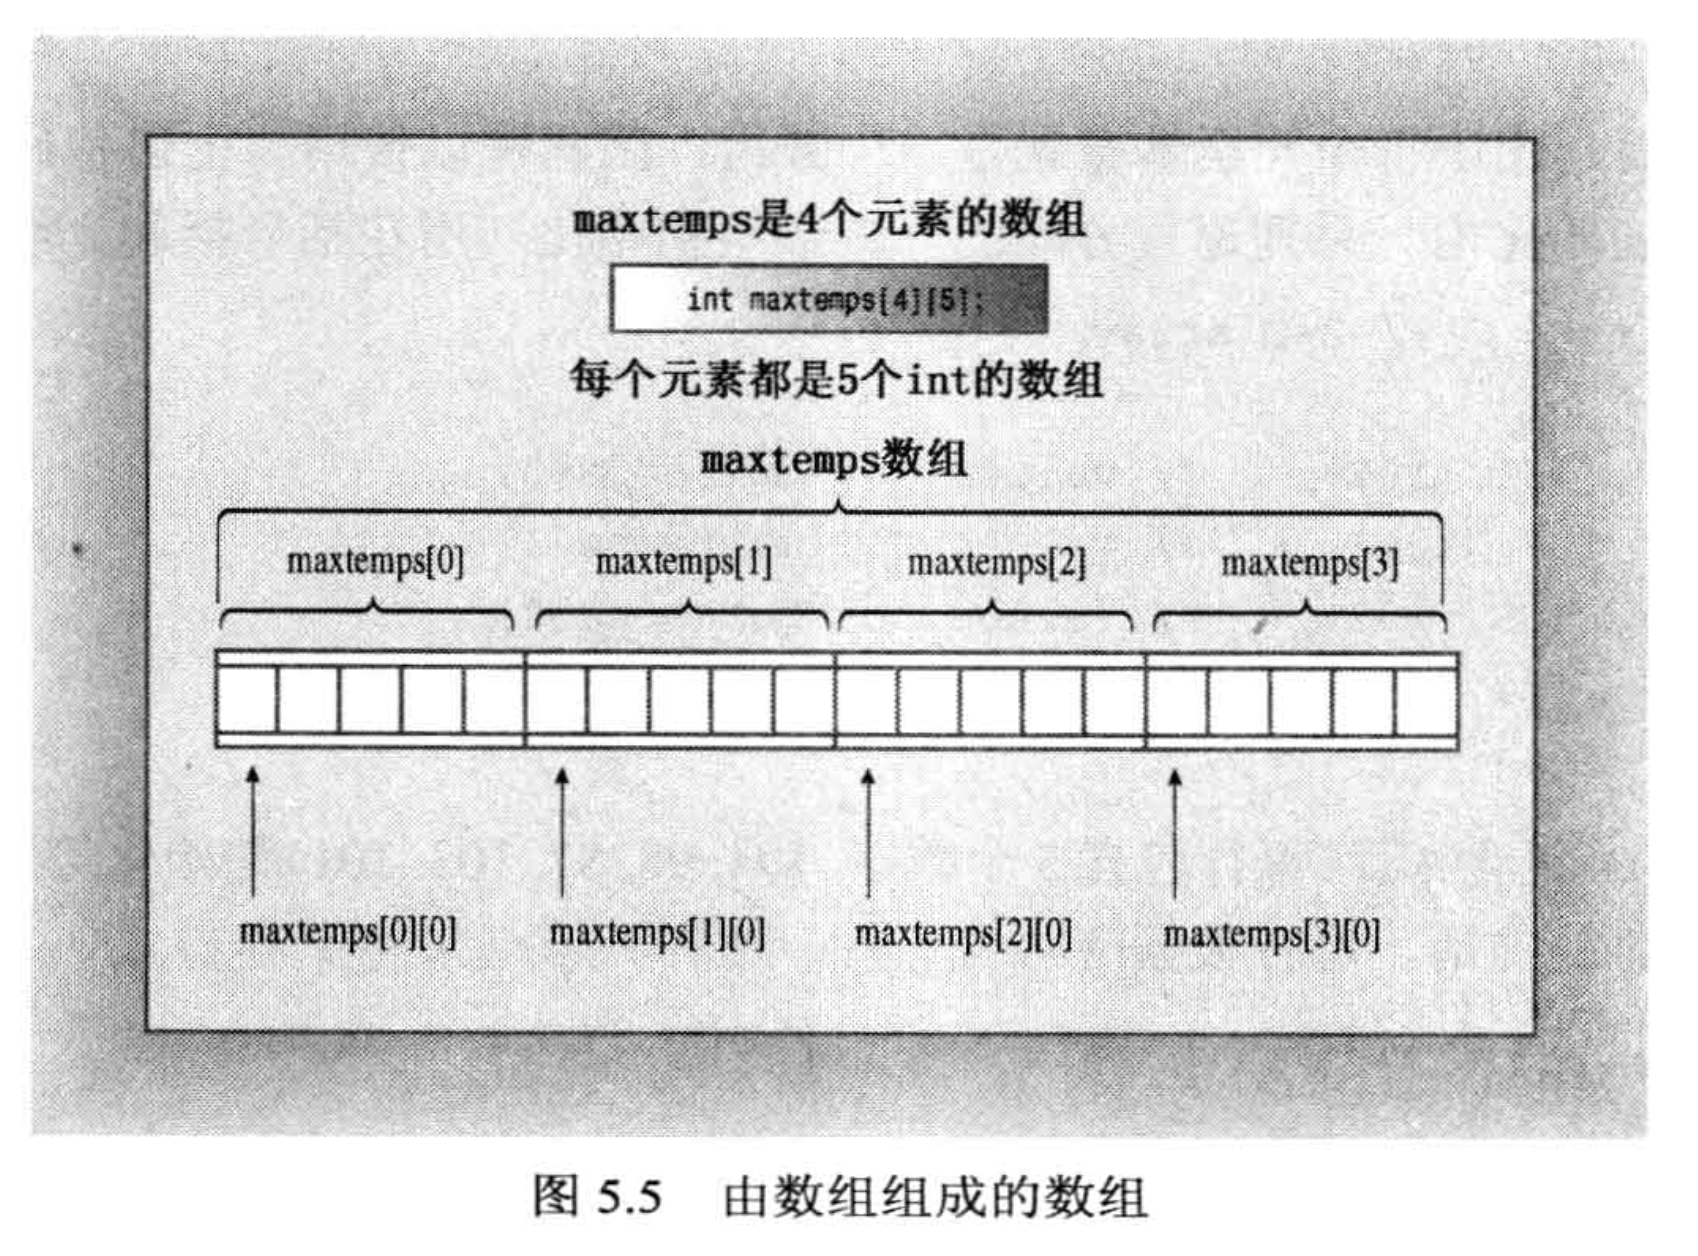 maxtemps是4个元素的数组
int maxtemps[4][5];
每个元素都是5个int的数组
maxtemps数组
maxtemps[0] maxtemps[1] maxtemps[2] maxtemps[3]
maxtemps[0][0] maxtemps[1][0] maxtemps[2][0] maxtemps[3][0]
图 5.5 由数组组成的数组